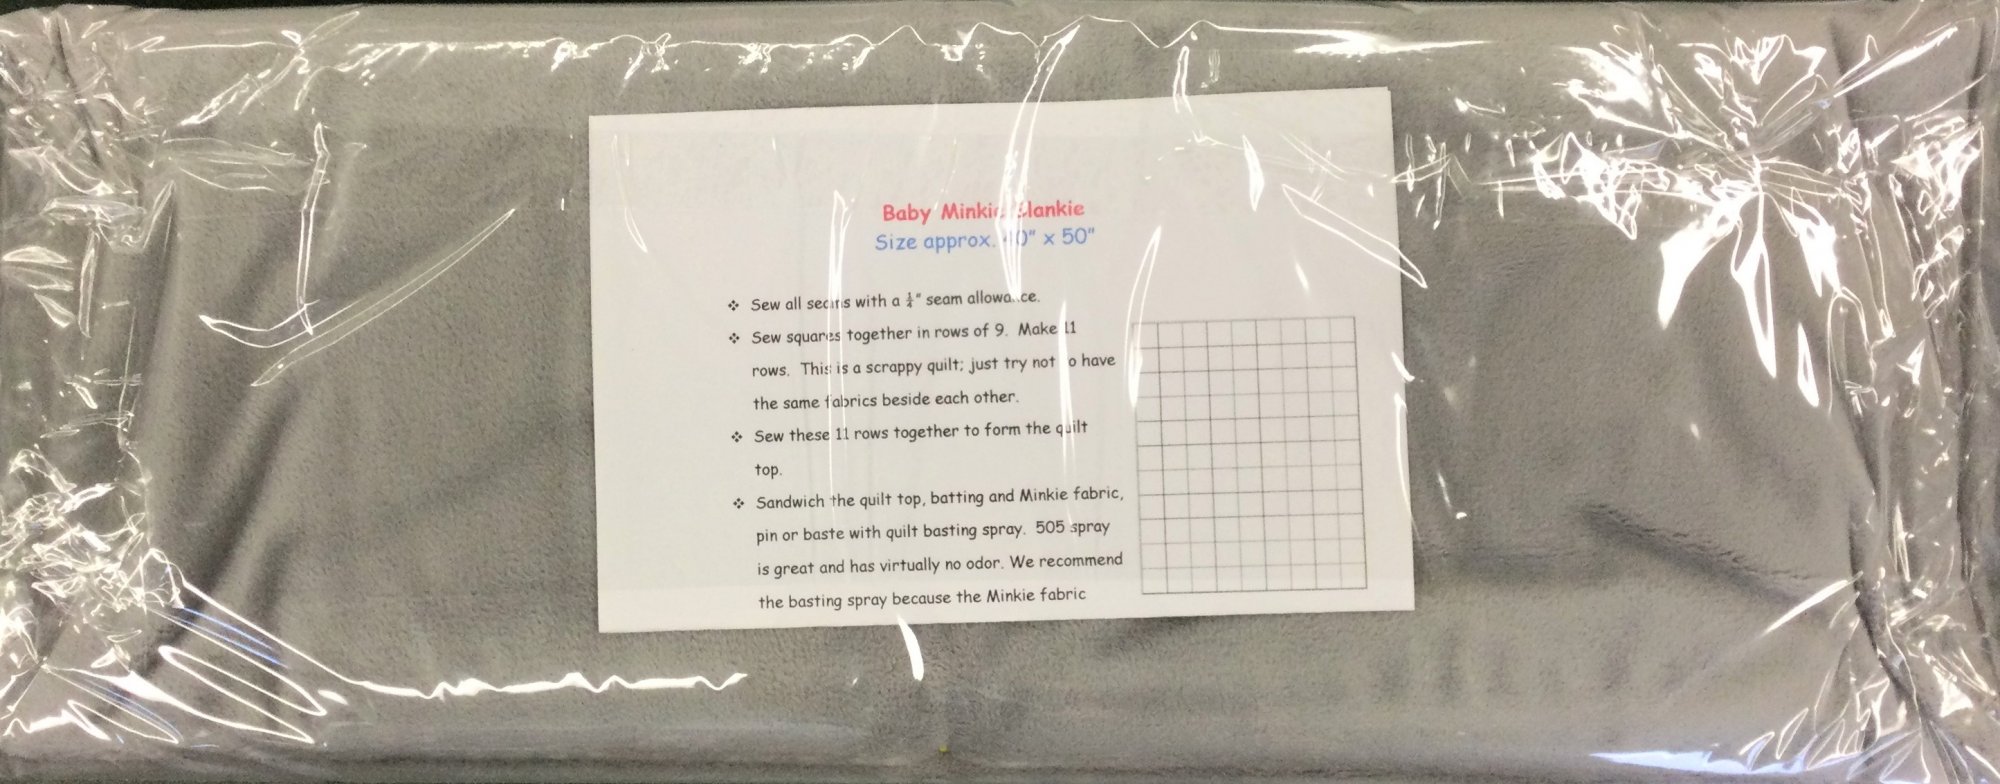 Baby Minkie Blankie
Size approx. 40" x 50"
❖ Sew all seams with a ¼" seam allowance.
❖ Sew squares together in rows of 9. Make 11
rows. This is a scrappy quilt; just try not to have
the same fabrics beside each other.
❖ Sew these 11 rows together to form the quilt
top.
❖ Sandwich the quilt top, batting and Minkie fabric,
pin or baste with quilt basting spray. 505 spray
is great and has virtually no odor. We recommend
the basting spray because the Minkie fabric